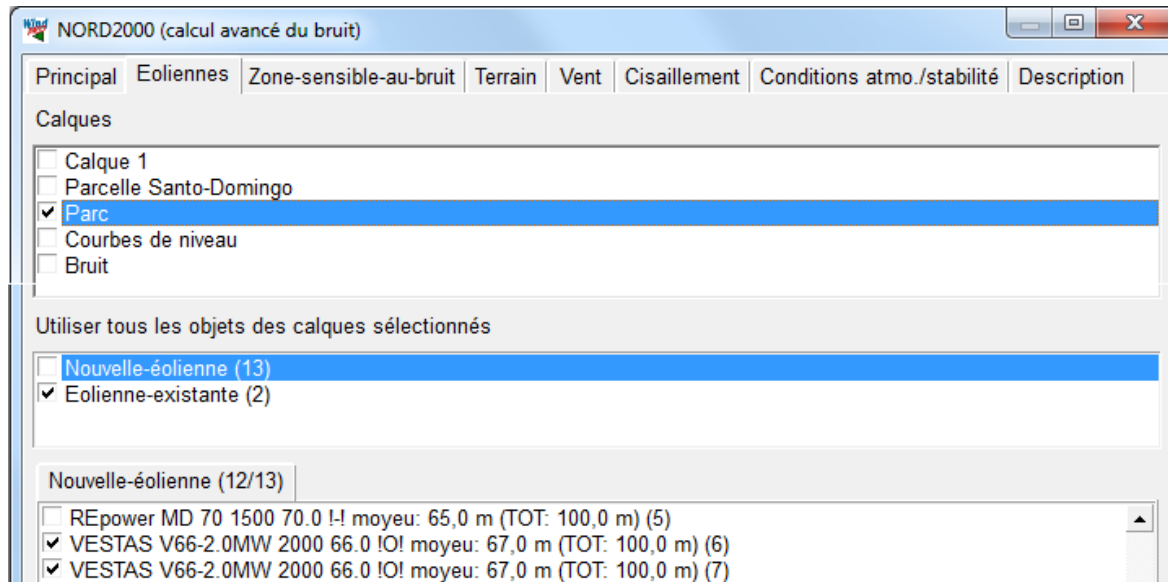 NORD2000 (calcul avancé du bruit)
Principal Eoliennes Zone-sensible-au-bruit Terrain Vent Cisaillement Conditions atmo./stabilité Description
Calques
Calque 1
Parcelle Santo-Domingo
Parc
Courbes de niveau
Bruit
Utiliser tous les objets des calques sélectionnés
Nouvelle-éolienne (13)
Eolienne-existante (2)
Nouvelle-éolienne (12/13)
REpower MD 70 1500 70.0 !-! moyeu: 65,0 m (TOT: 100,0 m) (5)
VESTAS V66-2.0MW 2000 66.0 !O! moyeu: 67,0 m (TOT: 100,0 m) (6)
VESTAS V66-2.0MW 2000 66.0 !O! moyeu: 67,0 m (TOT: 100,0 m) (7)